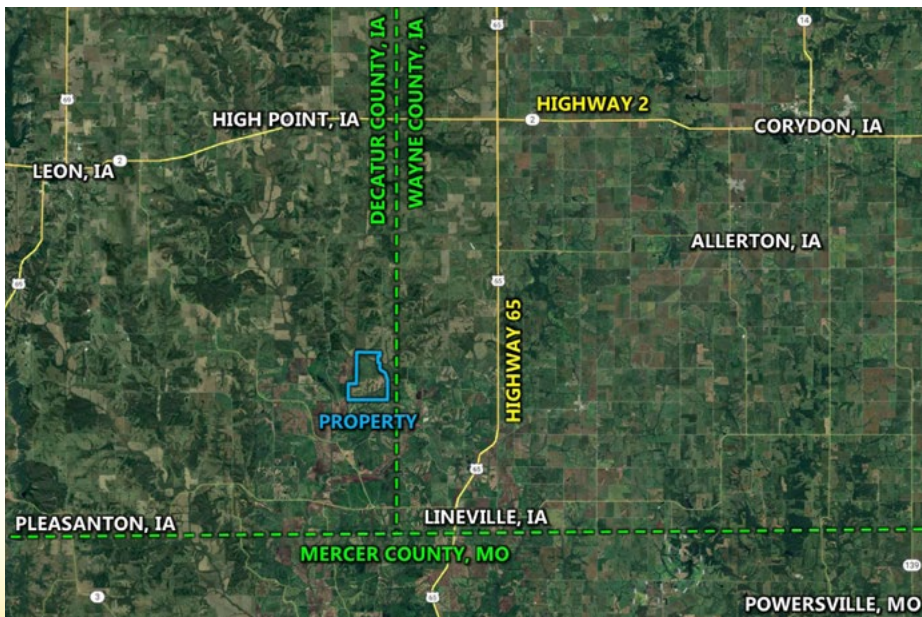 DECATUR COUNTY, IA
WAYNE COUNTY, IA
65
14
65
HIGHWAY 2
HIGH POINT, IA
2
CORYDON, IA
2
LEON, IA
ALLERTON, IA
65
65
HIGHWAY 65
PROPERTY
65
PLEASANTON, IA
LINEVILLE, IA
MERCER COUNTY, MO
139
3
65
POWERSVILLE, MO